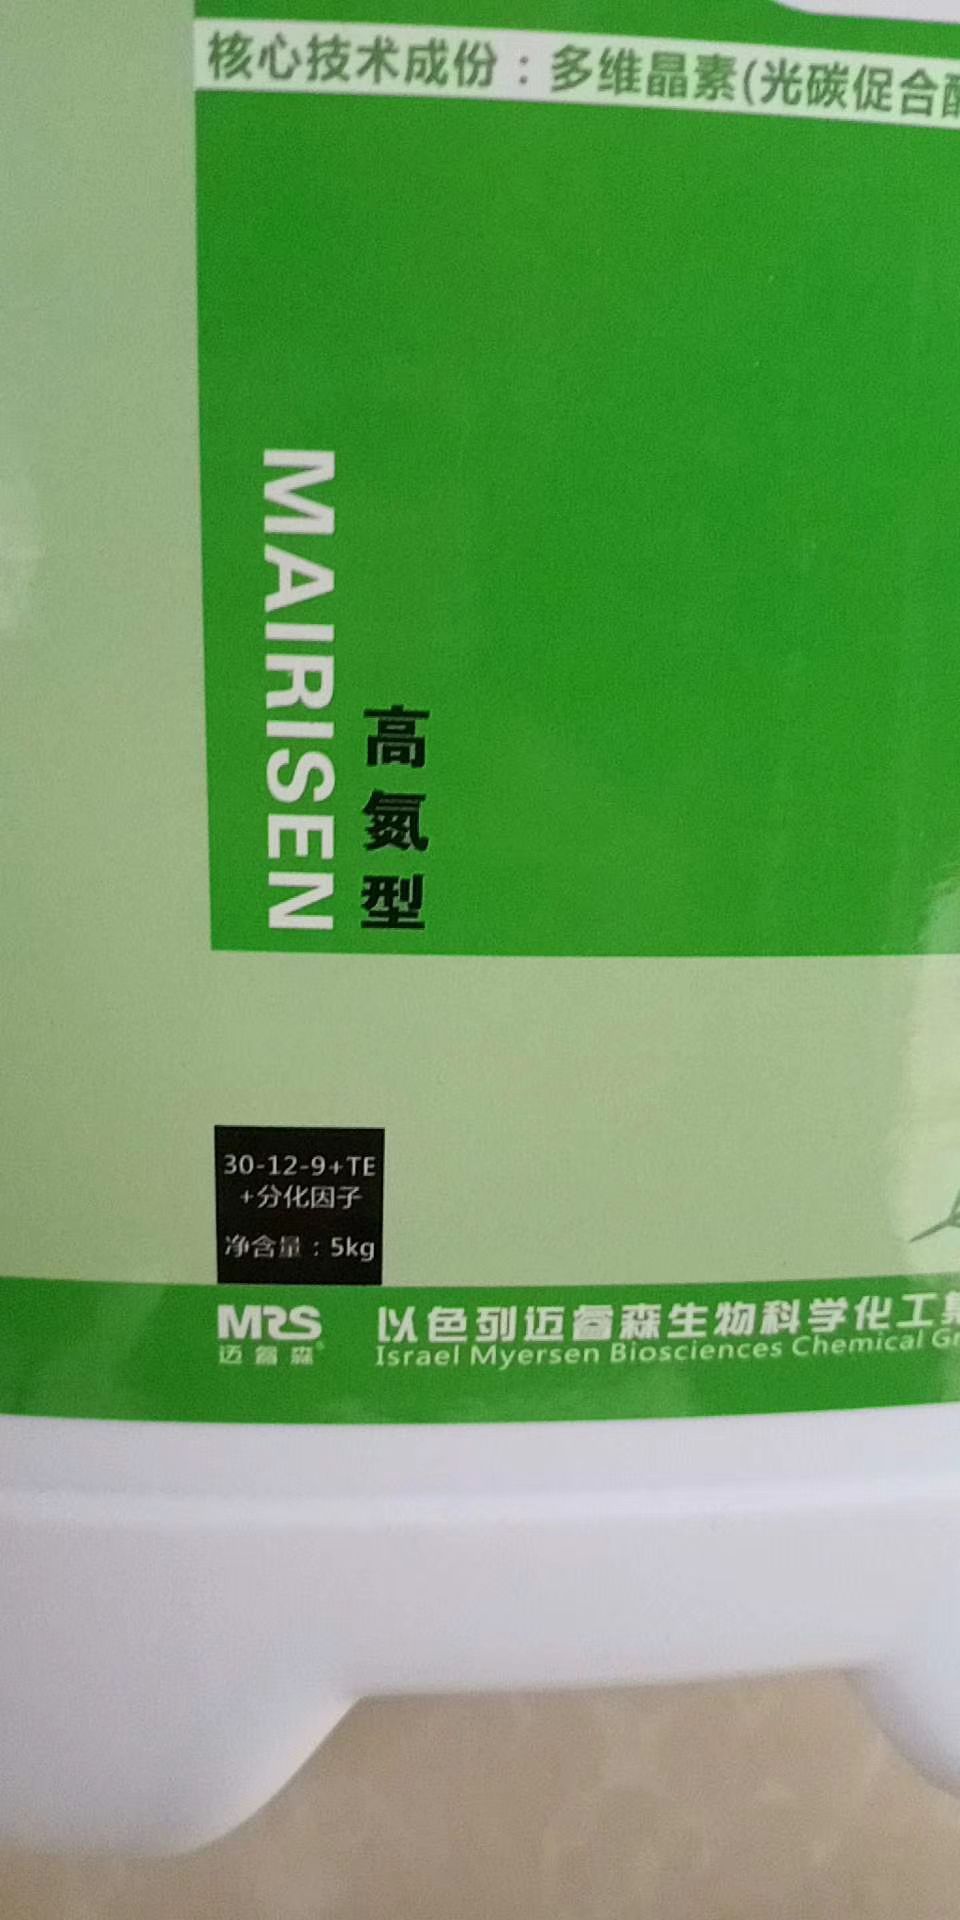 核心技术成份：多维晶素(光碳促合
MAIRISEN
高氮型
30-12-9+TE
+分化因子
净含量：5kg
MRS
迈睿森®
以色列迈睿森生物科学化工
Israel Myersen Biosciences Chemical